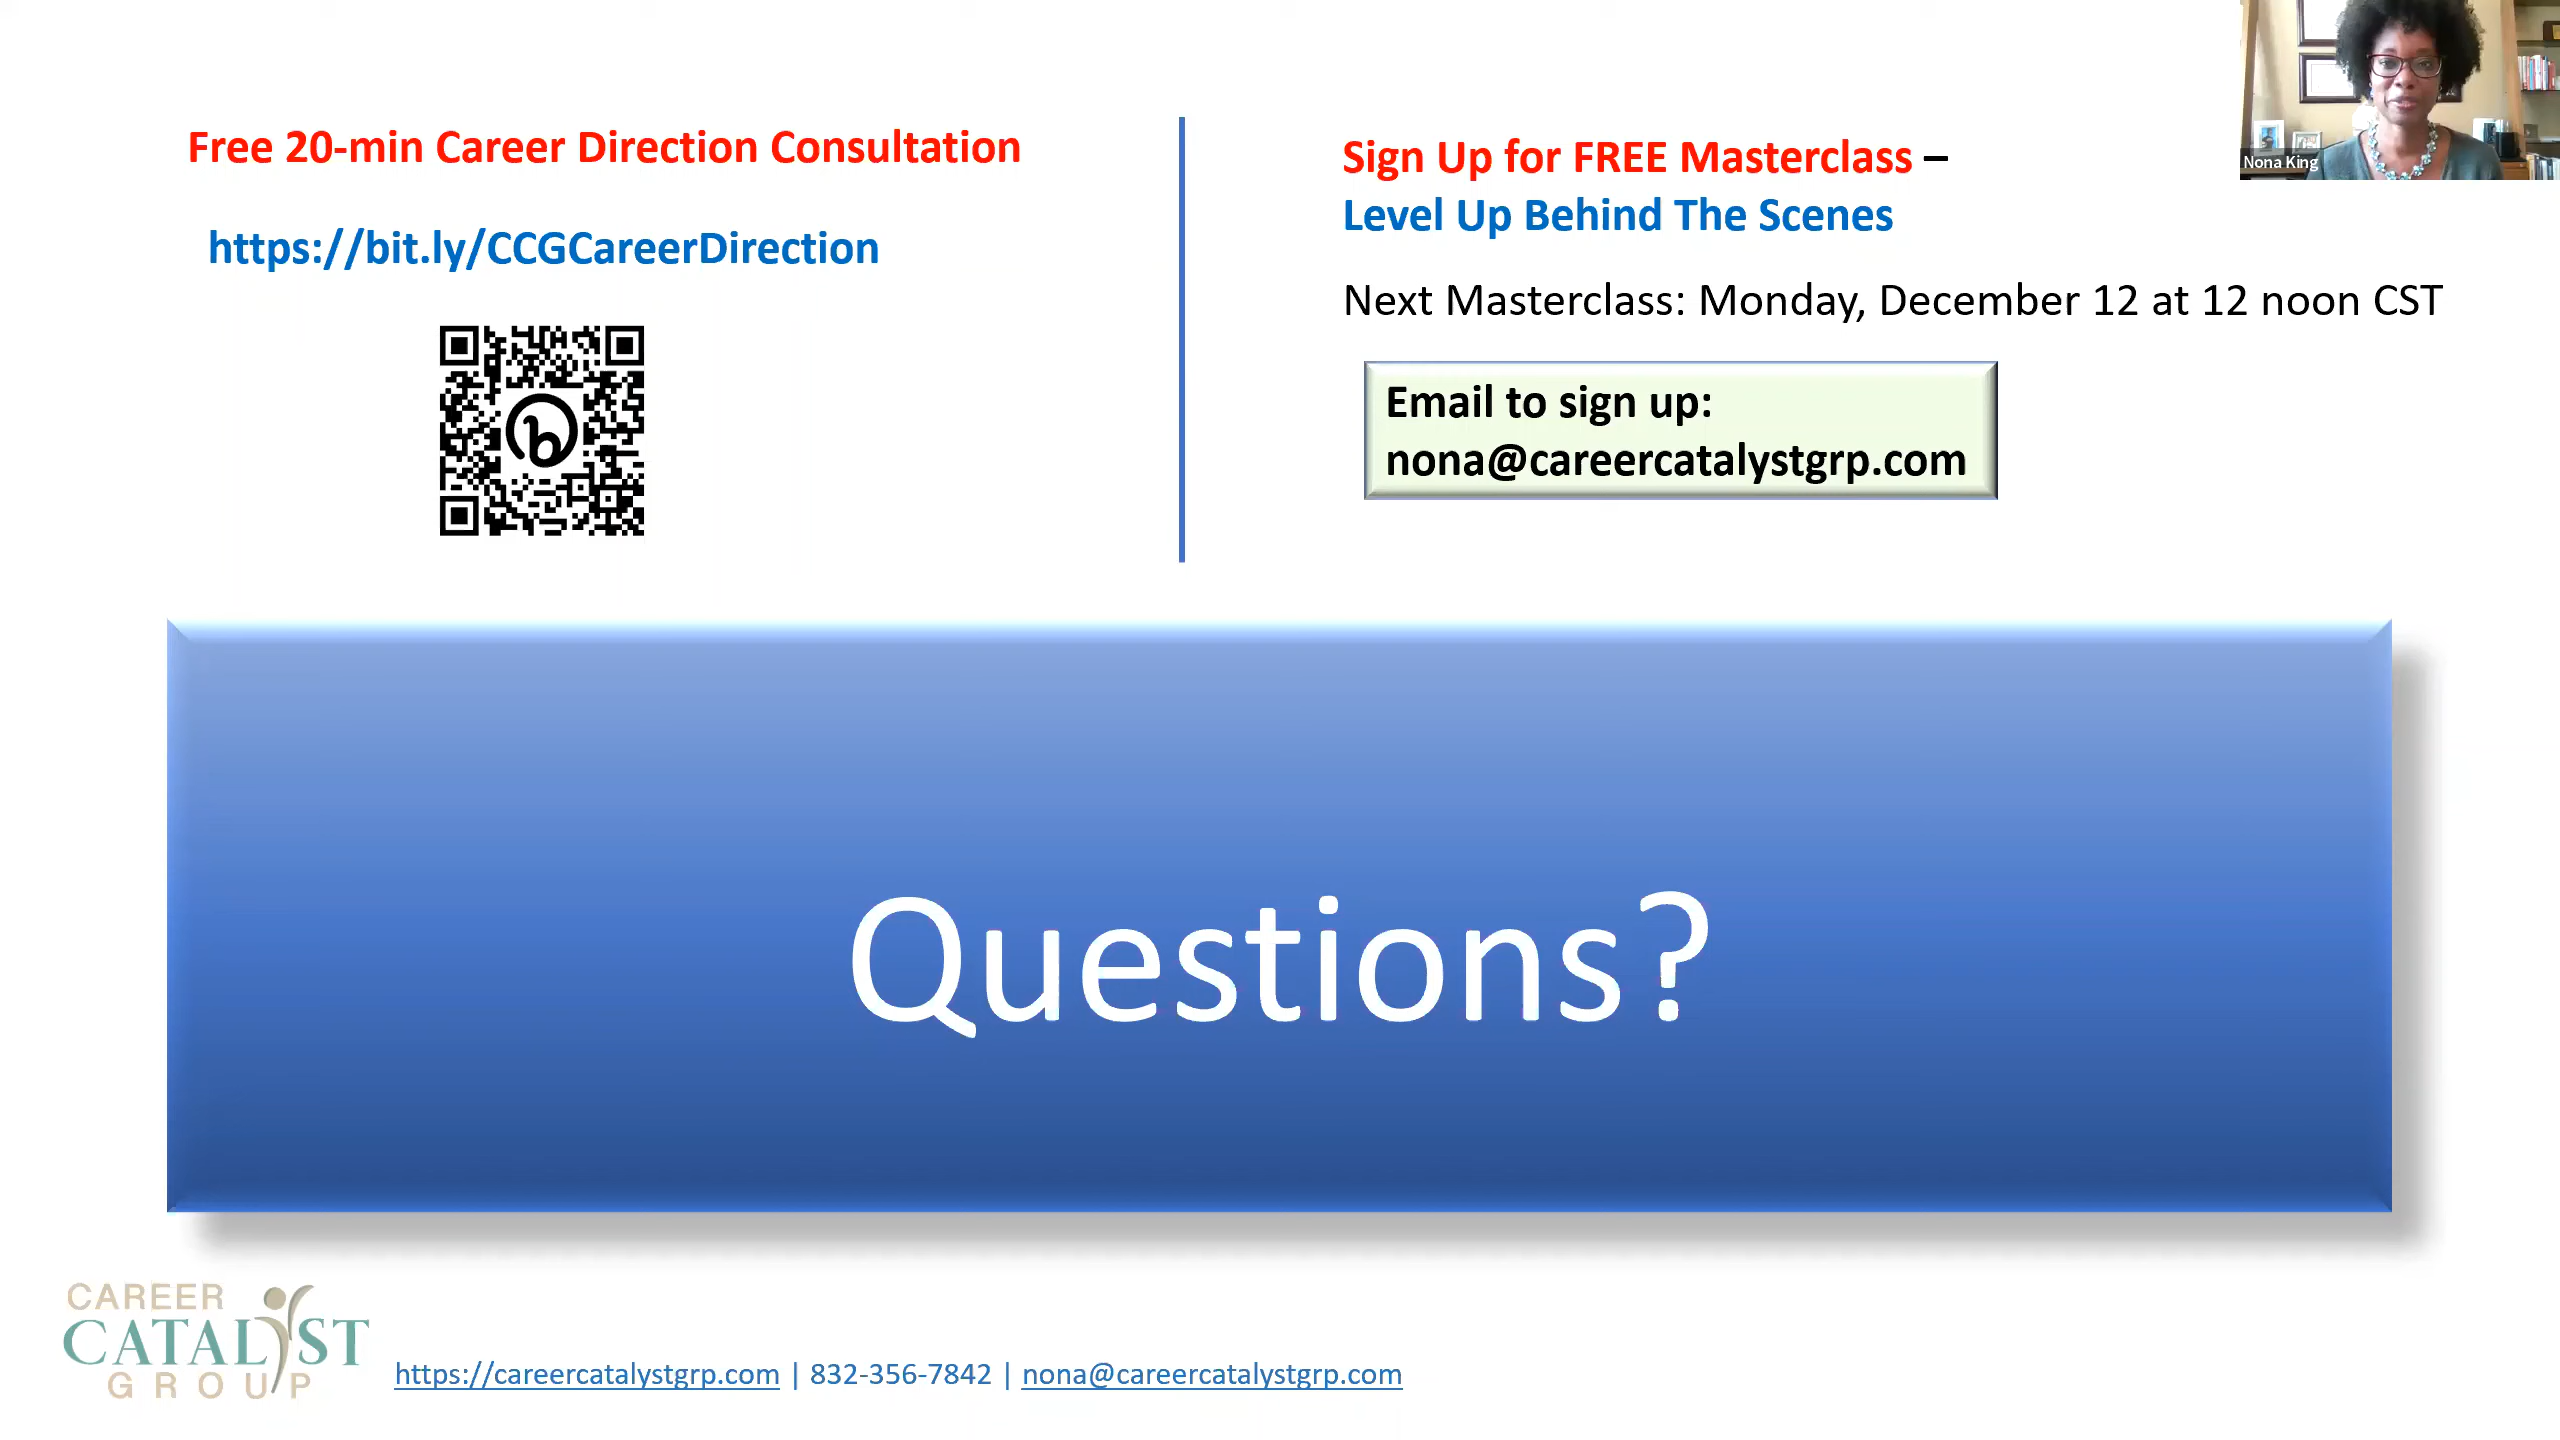 Free 20-min Career Direction Consultation
https://bit.ly/CCGCareerDirection
Sign Up for FREE Masterclass –
Level Up Behind The Scenes
Next Masterclass: Monday, December 12 at 12 noon CST
Email to sign up:
nona@careercatalystgrp.com
Nona King
Questions?
CAREER
CATALYST
GROUP
https://careercatalystgrp.com | 832-356-7842 | nona@careercatalystgrp.com